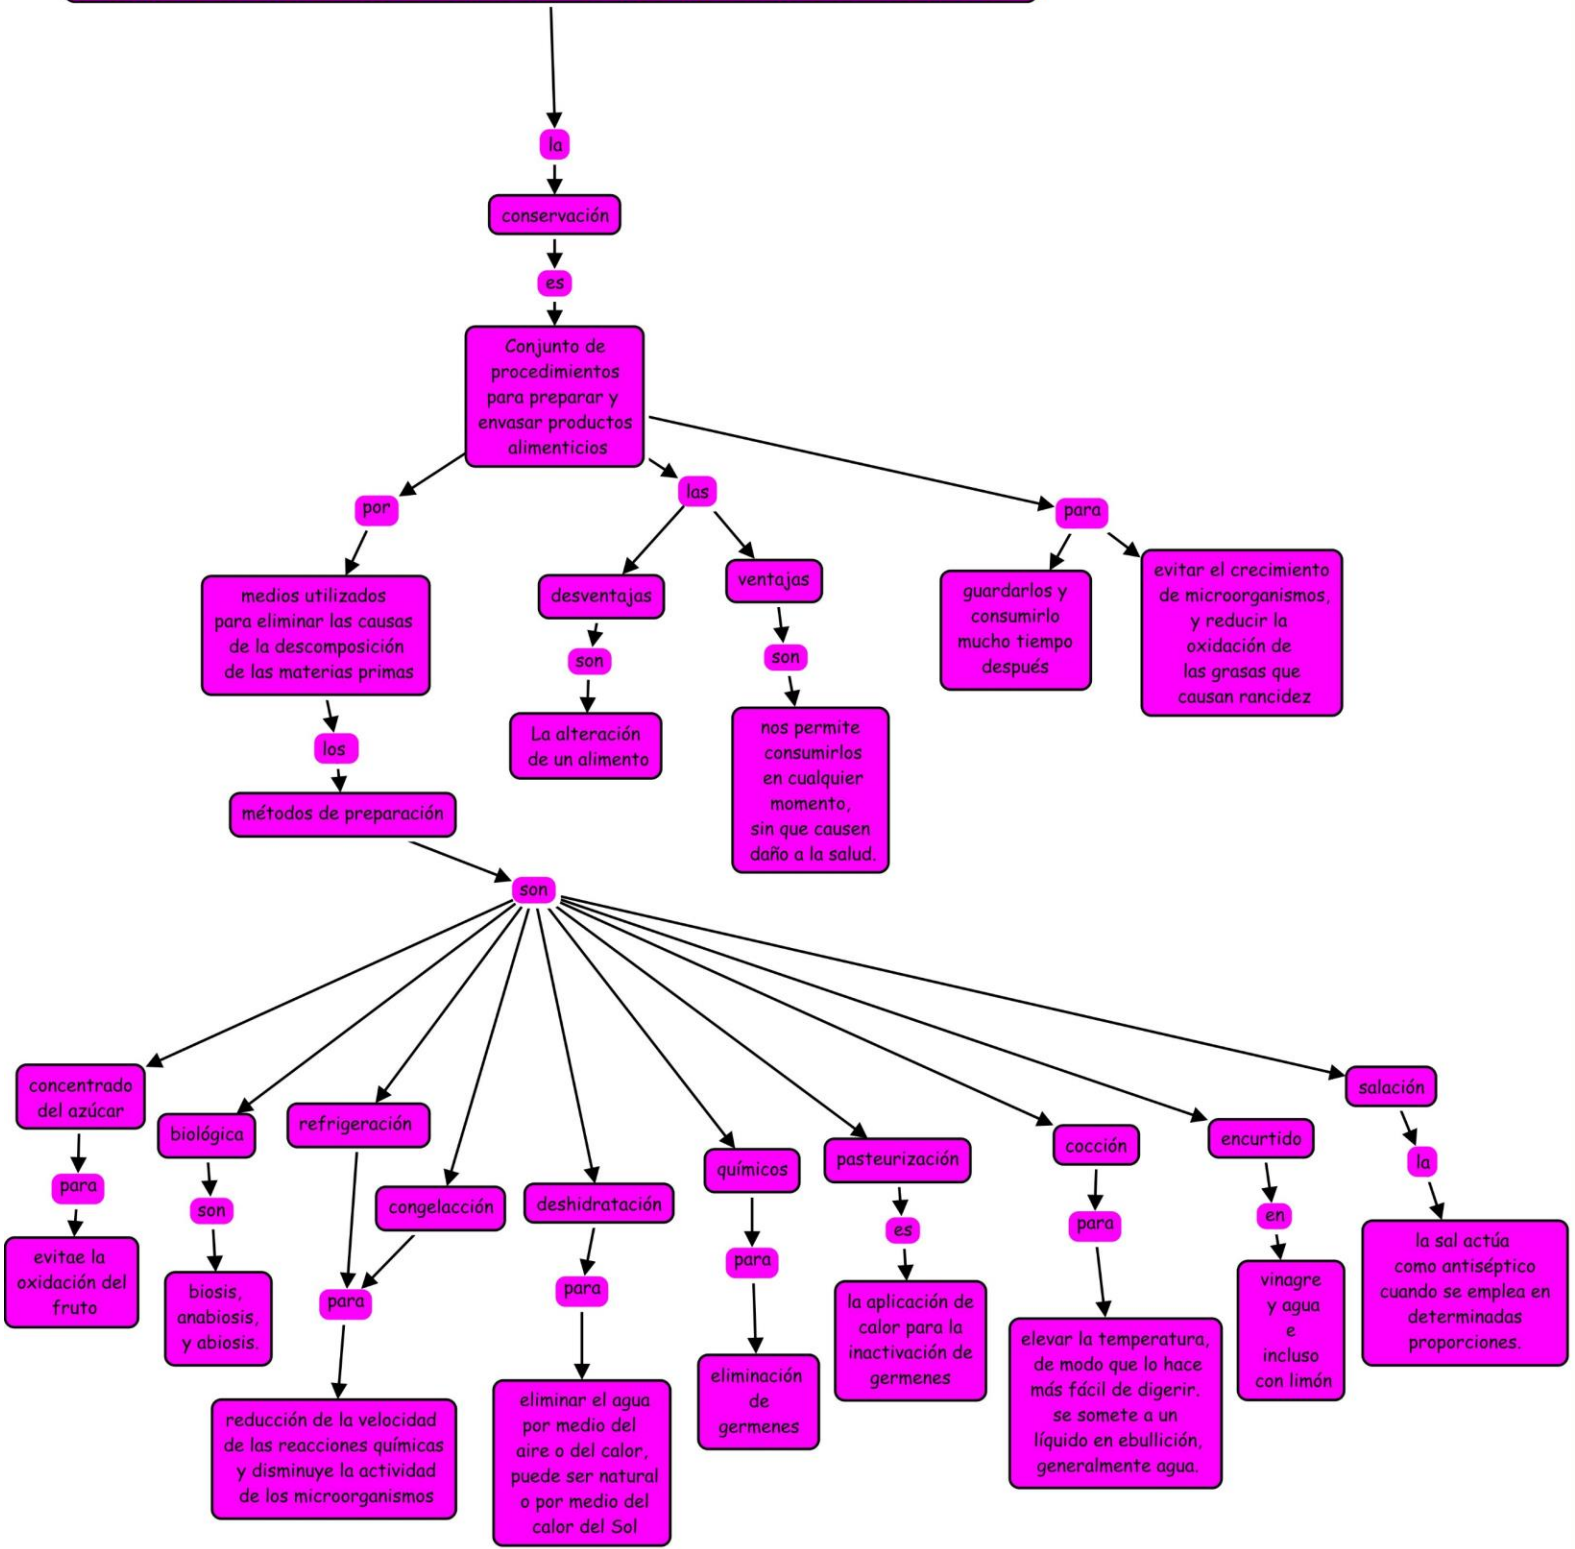 la
conservación
es
Conjunto de
procedimientos
para preparar y
envasar productos
alimenticios
por
las
para
medios utilizados
para eliminar las causas
de la descomposición
de las materias primas
desventajas
ventajas
guardarlos y
consumirlo
mucho tiempo
después
evitar el crecimiento
de microorganismos,
y reducir la
oxidación de
las grasas que
causan rancidez
son
son
La alteración
de un alimento
nos permite
consumirlos
en cualquier
momento,
sin que causen
daño a la salud.
los
métodos de preparación
son
concentrado
del azúcar
para
evitae la
oxidación del
fruto
biológica
son
biosis,
anabiosis,
y abiosis.
refrigeración
congelacción
para
reducción de la velocidad
de las reacciones químicas
y disminuye la actividad
de los microorganismos
deshidratación
para
eliminar el agua
por medio del
aire o del calor,
puede ser natural
o por medio del
calor del Sol
químicos
para
eliminación
de
germenes
pasteurización
es
la aplicación de
calor para la
inactivación de
germenes
cocción
para
elevar la temperatura,
de modo que lo hace
más fácil de digerir.
se somete a un
líquido en ebullición,
generalmente agua.
encurtido
en
vinagre
y agua
e
incluso
con limón
salación
la
la sal actúa
como antiséptico
cuando se emplea en
determinadas
proporciones.